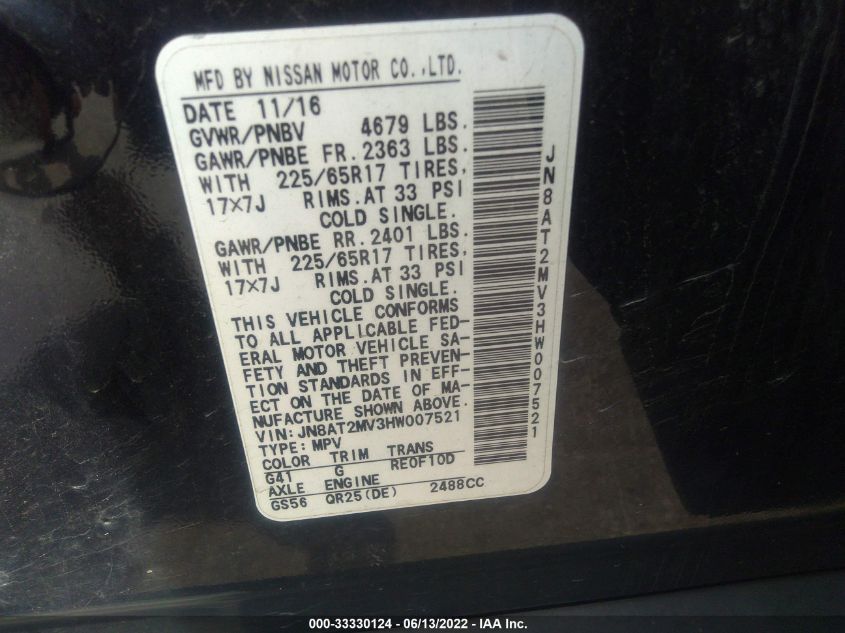 MFD BY NISSAN MOTOR CO.,LTD.
DATE 11/16
GVWR/PNBV 4679 LBS.
GAWR/PNBE FR. 2363 LBS.
WITH 225/65R17 TIRES,
17×7J RIMS.AT 33 PSI
COLD SINGLE.
GAWR/PNBE RR. 2401 LBS.
WITH 225/65R17 TIRES,
17×7J RIMS.AT 33 PSI
COLD SINGLE.
THIS VEHICLE CONFORMS
TO ALL APPLICABLE FED-
ERAL MOTOR VEHICLE SA-
FETY AND THEFT PREVEN-
TION STANDARDS IN EFF-
ECT ON THE DATE OF MA-
NUFACTURE SHOWN ABOVE.
VIN:JN8AT2MV3HW007521
TYPE: MPV
COLOR TRIM TRANS
G41 G RE0F10D
AXLE ENGINE
GS56 QR25(DE) 2488CC
JN8AT2MV3HW007521
000-33330124 - 06/13/2022 - IAA Inc.